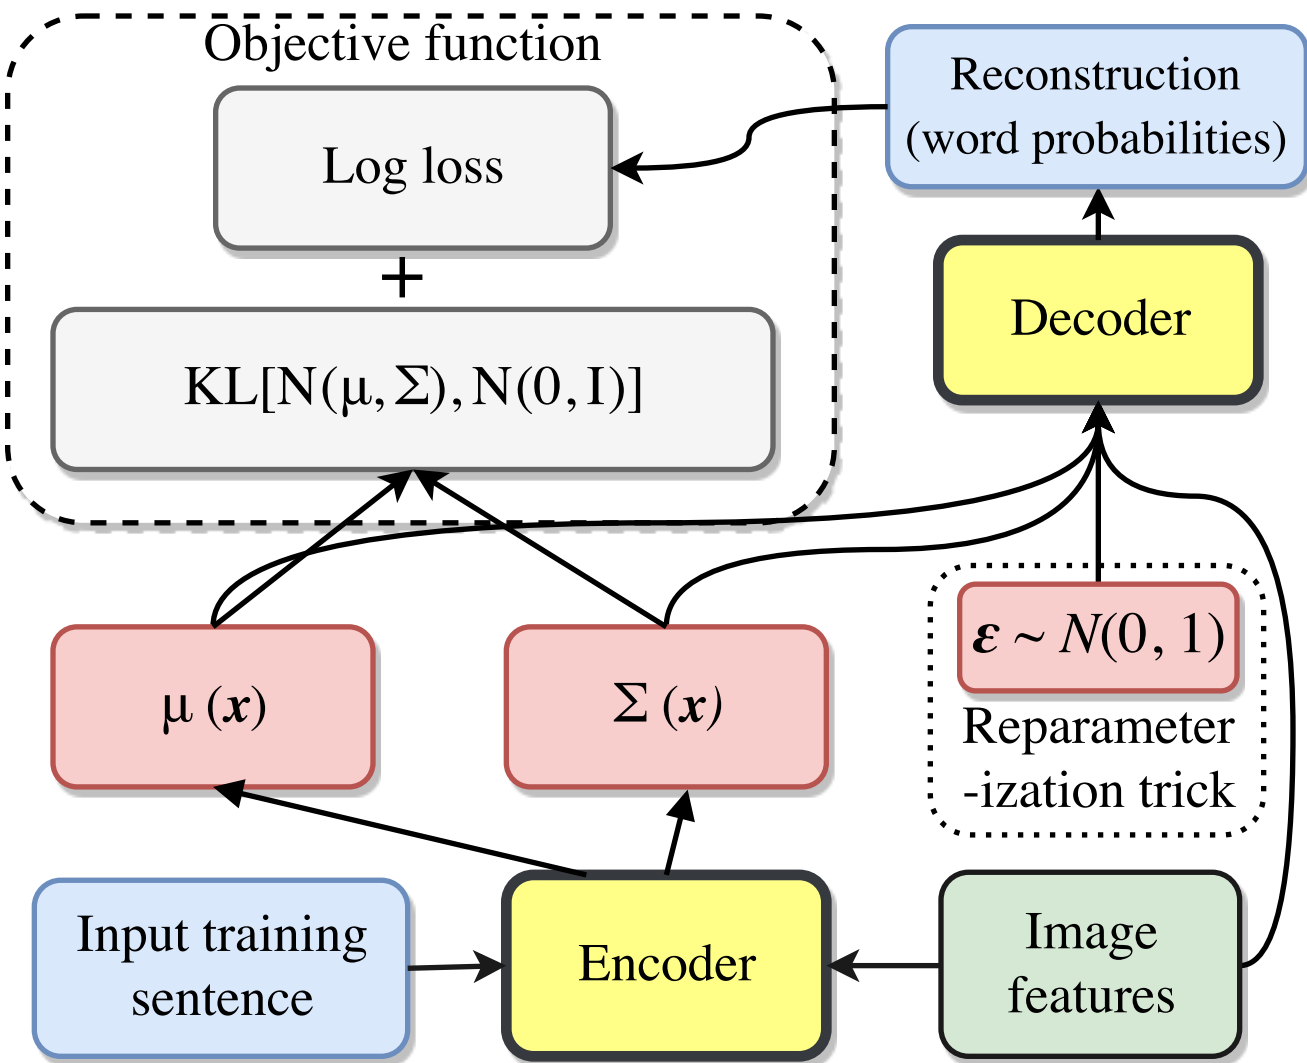 Objective function
Log loss
+
KL[N(μ, Σ), N(0, I)]
Reconstruction
(word probabilities)
Decoder
μ (x)
Σ (x)
ε ~ N(0, 1)
Reparameter
-ization trick
Input training
sentence
Encoder
Image
features